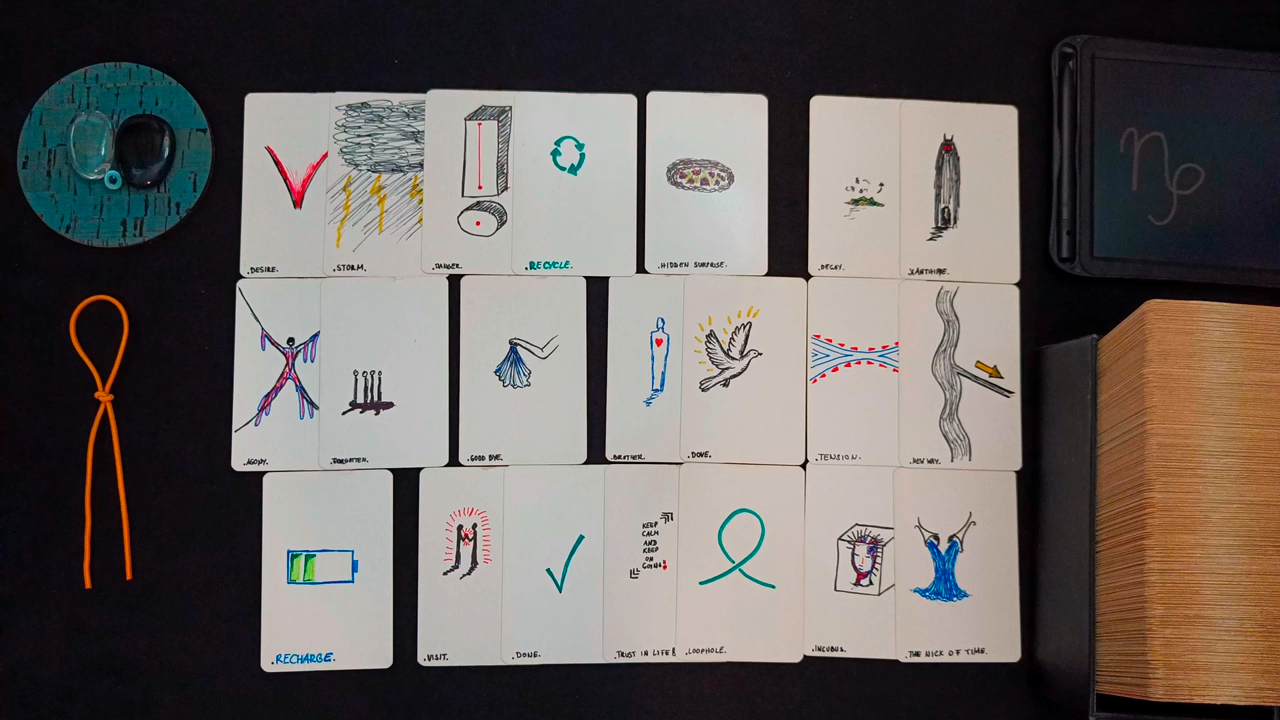 .DESIRE.
.STORM.
.DANGER.
.RECYCLE.
.HIDDEN SURPRISE.
.DECAY.
.XANTHIPPE.
.AGONY.
.FORGOTTEN.
.GOOD BYE.
.BROTHER.
.DOVE.
.TENSION.
.NEW WAY.
.RECHARGE.
.VISIT.
.DONE.
KEEP
CALM
AND
KEEP
ON
GOING!
.TRUST IN LIFE!
.LOOPHOLE.
.INCUBUS.
.THE NICK OF TIME.